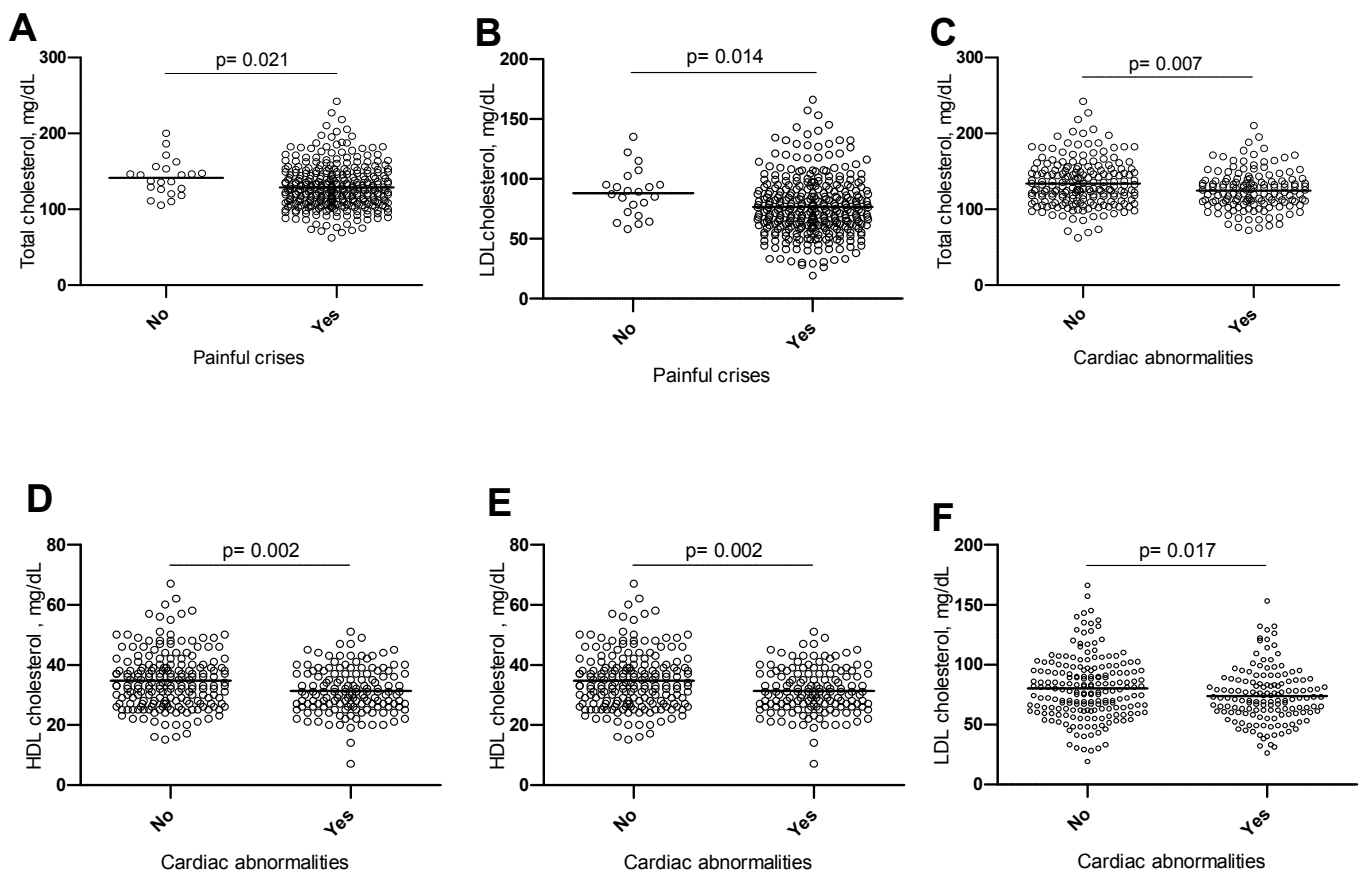 A
p= 0.021
Total cholesterol, mg/dL
300
200
100
0
No
Yes
Painful crises
B
p= 0.014
LDLcholesterol, mg/dL
200
150
100
50
0
No
Yes
Painful crises
C
p= 0.007
Total cholesterol, mg/dL
300
200
100
0
No
Yes
Cardiac abnormalities
D
p= 0.002
HDL cholesterol , mg/dL
80
60
40
20
0
No
Yes
Cardiac abnormalities
E
p= 0.002
HDL cholesterol , mg/dL
80
60
40
20
0
No
Yes
Cardiac abnormalities
F
p= 0.017
LDL cholesterol, mg/dL
200
150
100
50
0
No
Yes
Cardiac abnormalities